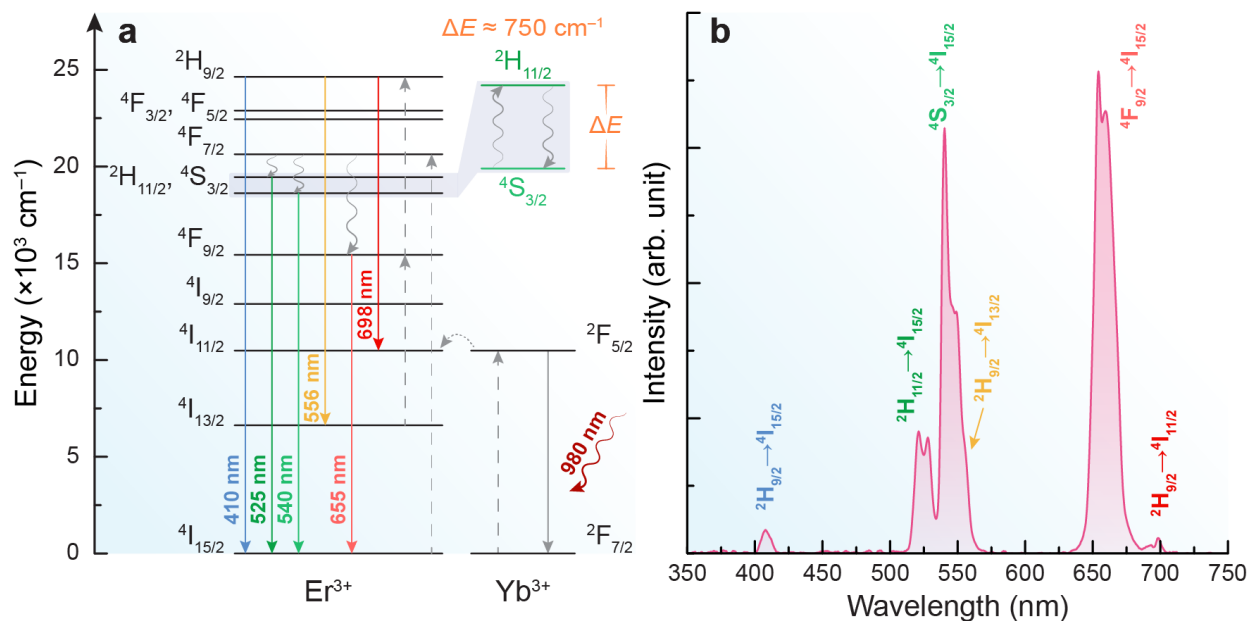 a
ΔE ≈ 750 cm⁻¹
Energy (×10³ cm⁻¹)
25
20
15
10
5
0
²H₉/₂
⁴F₃/₂, ⁴F₅/₂
⁴F₇/₂
²H₁₁/₂, ⁴S₃/₂
⁴F₉/₂
⁴I₉/₂
⁴I₁₁/₂
⁴I₁₃/₂
⁴I₁₅/₂
410 nm
525 nm
540 nm
556 nm
655 nm
698 nm
²H₁₁/₂
ΔE
⁴S₃/₂
²F₅/₂
980 nm
²F₇/₂
Er³⁺
Yb³⁺
b
Intensity (arb. unit)
²H₉/₂→⁴I₁₅/₂
²H₁₁/₂→⁴I₁₅/₂
⁴S₃/₂→⁴I₁₅/₂
²H₉/₂→⁴I₁₃/₂
⁴F₉/₂→⁴I₁₅/₂
²H₉/₂→⁴I₁₁/₂
350 400 450 500 550 600 650 700 750
Wavelength (nm)